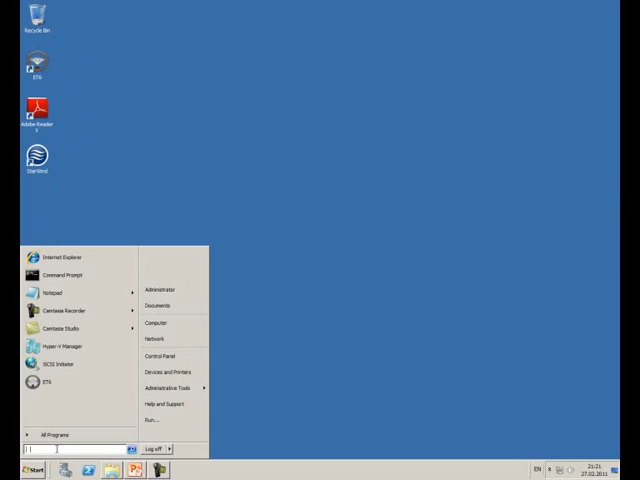 Recycle Bin
ET6
Adobe Reader
X
StarWind
Internet Explorer
Command Prompt
Notepad
Camtasia Recorder
Camtasia Studio
Hyper-V Manager
iSCSI Initiator
ET6
All Programs
Administrator
Documents
Computer
Network
Control Panel
Devices and Printers
Administrative Tools
Help and Support
Run...
Log off
Start
EN
21:21
27.02.2011